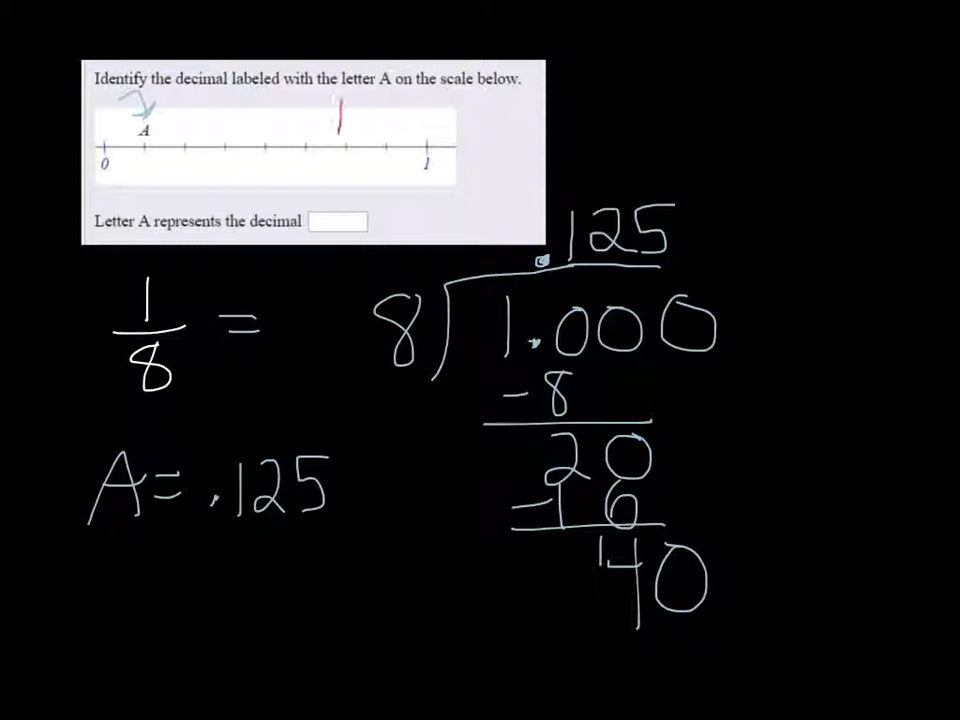 Identify the decimal labeled with the letter A on the scale below.
A
0 1
Letter A represents the decimal
.125
1/8 = 8)1.000
-8
20
-16
40
A = .125